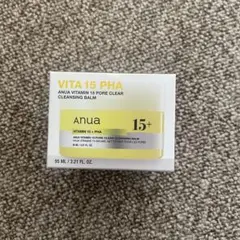 VITA 15 PHA
ANUA VITAMIN 15 PORE CLEAR
CLEANSING BALM
Anua
15+
VITAMIN 15 + PHA
95 ML / 3.21 FL. OZ.